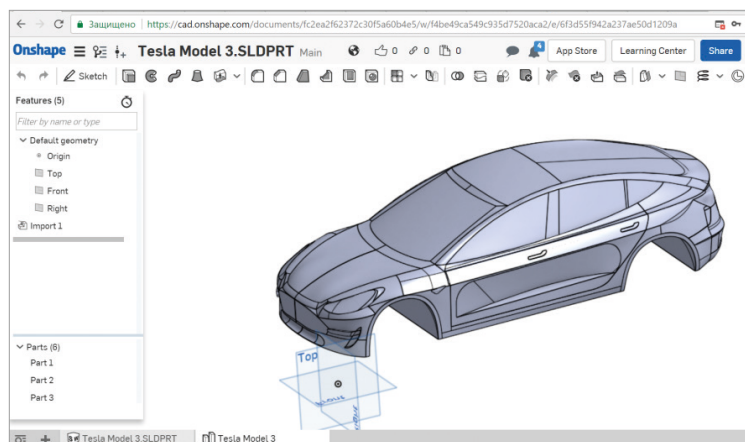 Защищено https://cad.onshape.com/documents/fc2ea2f62372c30f5a60b4e5/w/f4be49ca549c935d7520aca2/e/6f3d55f942a237ae50d1209a
Onshape Tesla Model 3.SLDPRT Main 0 0 0 4 App Store Learning Center Share
Sketch
Features (5)
Filter by name or type
Default geometry
Origin
Top
Front
Right
Import 1
Top
Parts (6)
Part 1
Part 2
Part 3
Tesla Model 3.SLDPRT Tesla Model 3